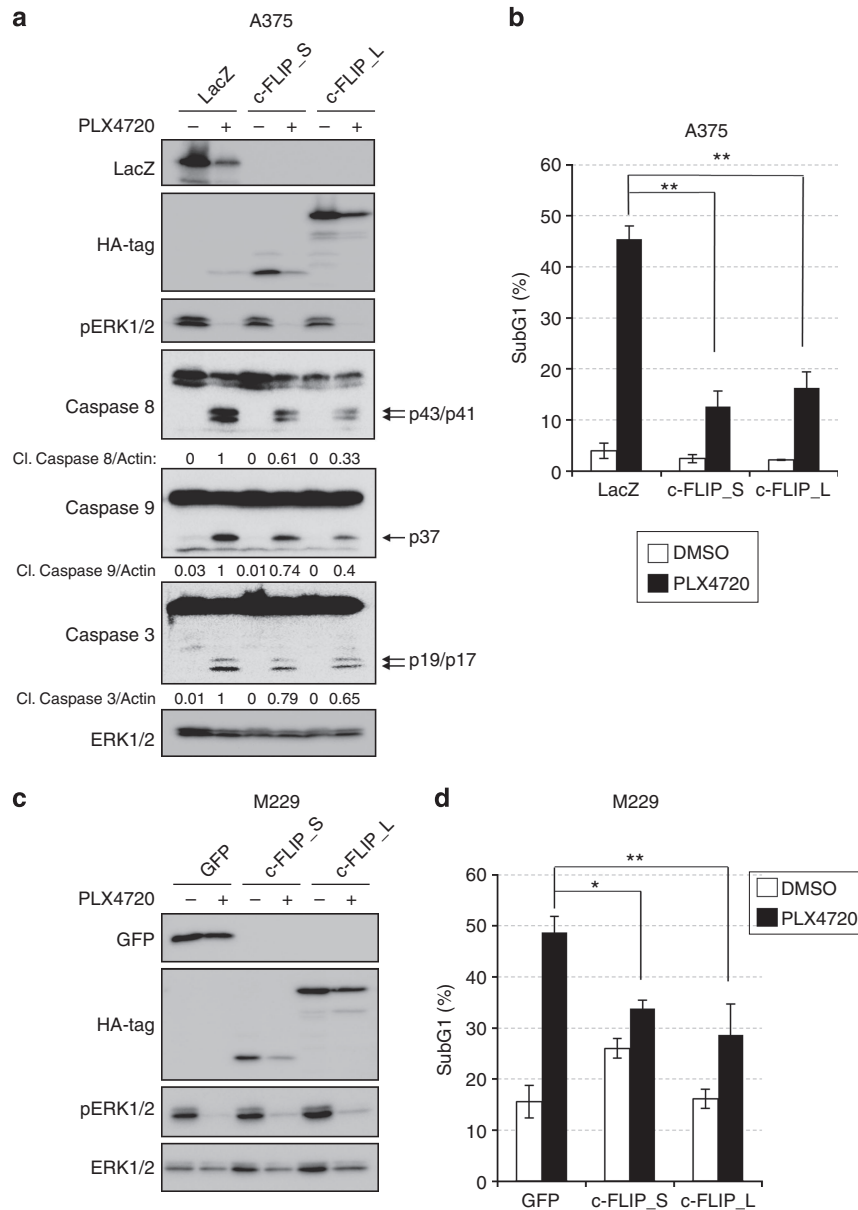 a
A375
LacZ c-FLIP_S c-FLIP_L
PLX4720 – + – + – +
LacZ
HA-tag
pERK1/2
Caspase 8
p43/p41
Cl. Caspase 8/Actin: 0 1 0 0.61 0 0.33
Caspase 9
p37
Cl. Caspase 9/Actin 0.03 1 0.01 0.74 0 0.4
Caspase 3
p19/p17
Cl. Caspase 3/Actin 0.01 1 0 0.79 0 0.65
ERK1/2
b
A375
**
**
SubG1 (%)
60
50
40
30
20
10
0
LacZ c-FLIP_S c-FLIP_L
DMSO
PLX4720
c
M229
GFP c-FLIP_S c-FLIP_L
PLX4720 – + – + – +
GFP
HA-tag
pERK1/2
ERK1/2
d
M229
**
*
SubG1 (%)
60
50
40
30
20
10
0
GFP c-FLIP_S c-FLIP_L
DMSO
PLX4720